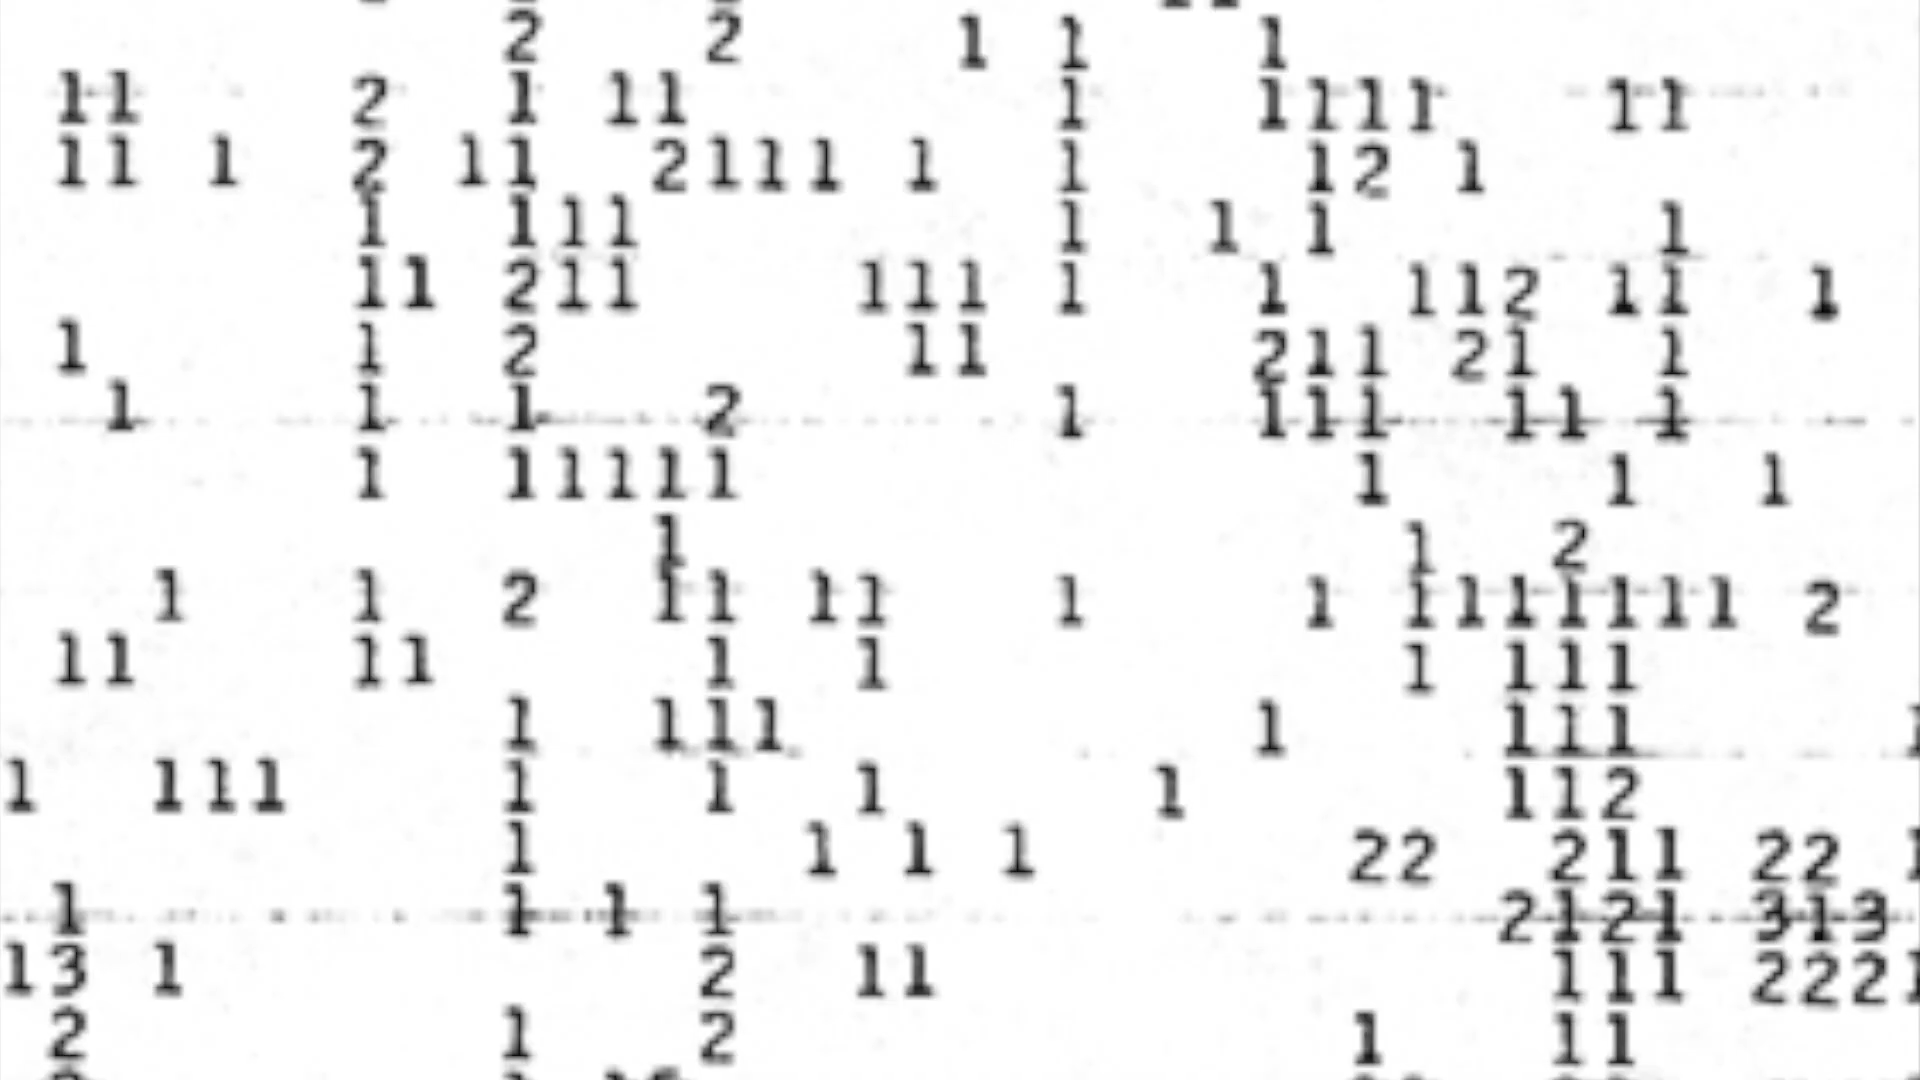 2 2 1 1 1
11 2 1 11 1 1111 11
11 1 2 11 2111 1 1 12 1
1 111 1 1 1 1
11 211 111 1 1 112 11 1
1 1 2 11 211 21 1
1 1 1 2 1 111 11 1
1 11111 1 1 1
1 1 2
1 1 2 11 11 1 1 1111111 2
11 11 1 1 1 111
1 111 1 111
1 111 1 1 1 1 112
1 1 1 1 22 211 22
1 1 1 1 2121 313
13 1 2 11 111 222
2 1 2 1 11